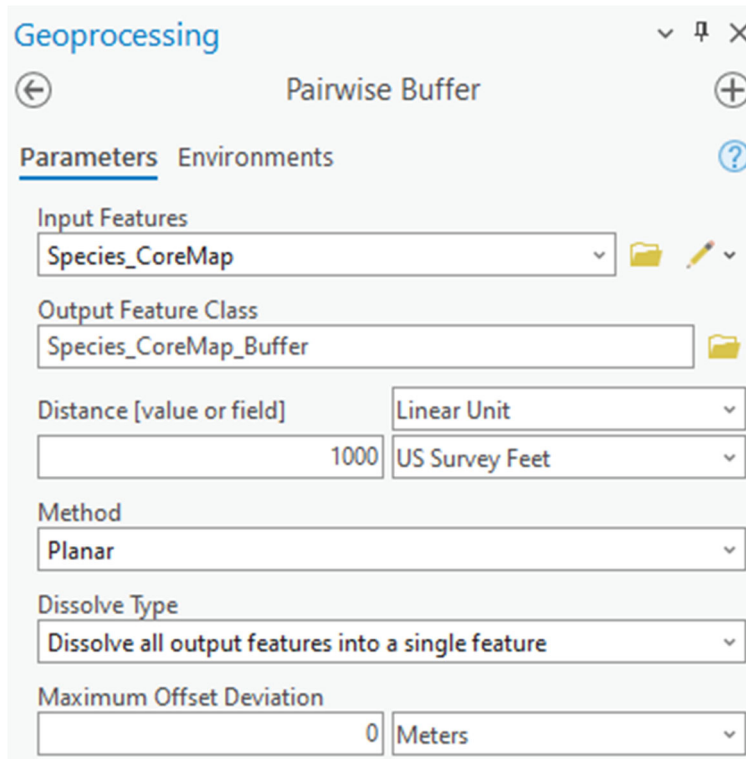 Geoprocessing
Pairwise Buffer
Parameters Environments
Input Features
Species_CoreMap
Output Feature Class
Species_CoreMap_Buffer
Distance [value or field] Linear Unit
1000 US Survey Feet
Method
Planar
Dissolve Type
Dissolve all output features into a single feature
Maximum Offset Deviation
0 Meters